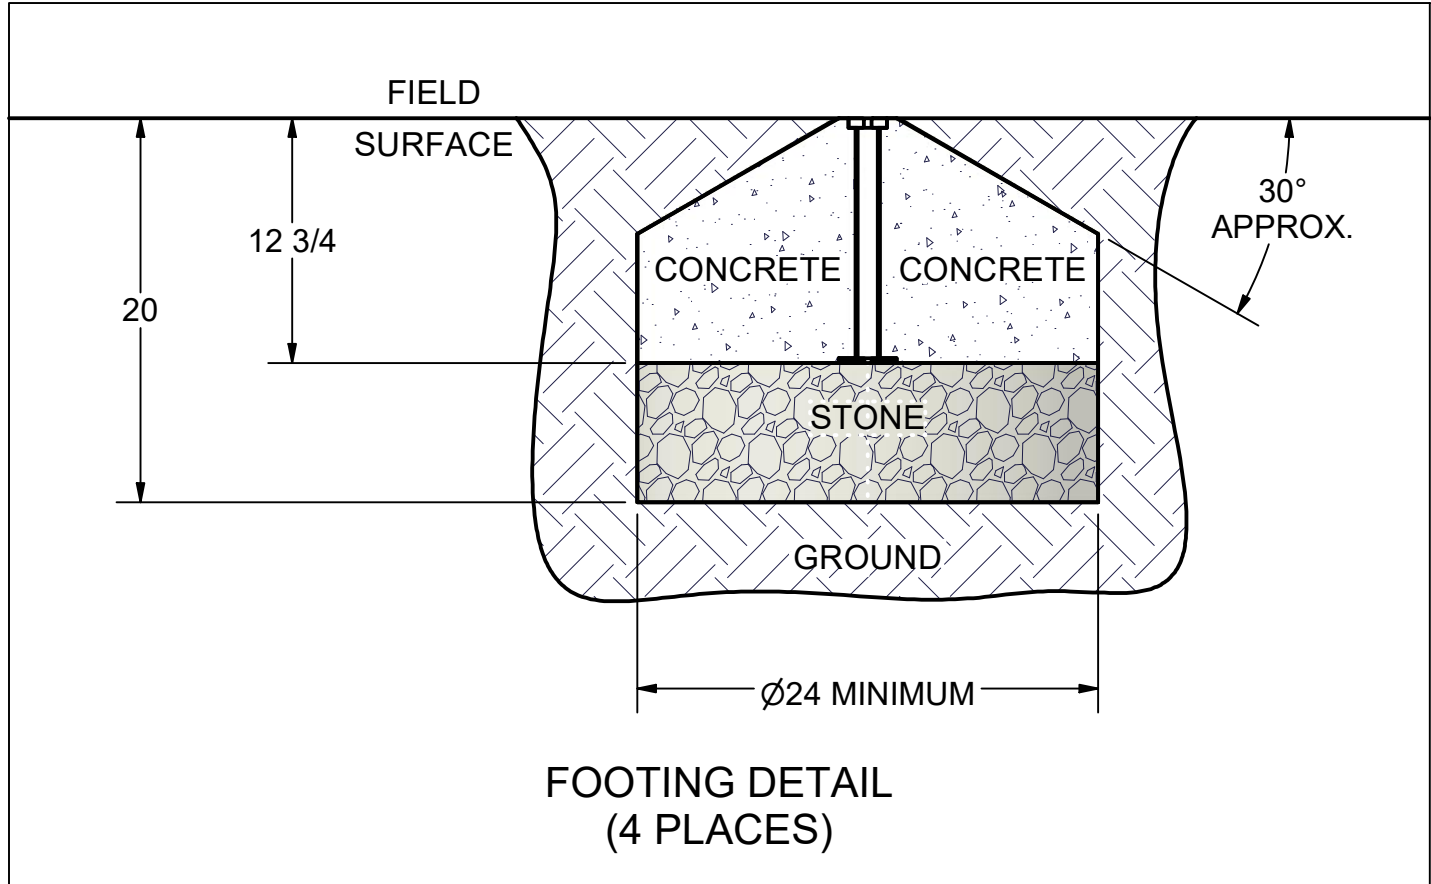 FIELD
SURFACE
12 3/4
20
30°
APPROX.
CONCRETE
CONCRETE
STONE
GROUND
Ø24 MINIMUM
FOOTING DETAIL
(4 PLACES)